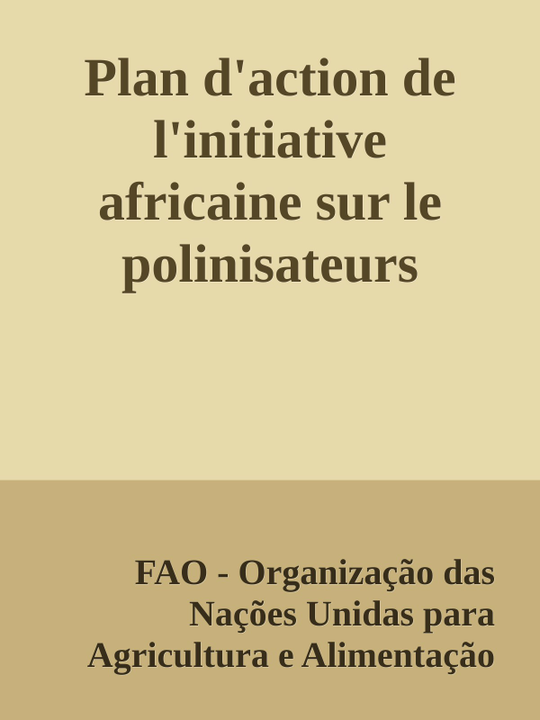 Plan d'action de
l'initiative
africaine sur le
polinisateurs
FAO - Organização das
Nações Unidas para
Agricultura e Alimentação